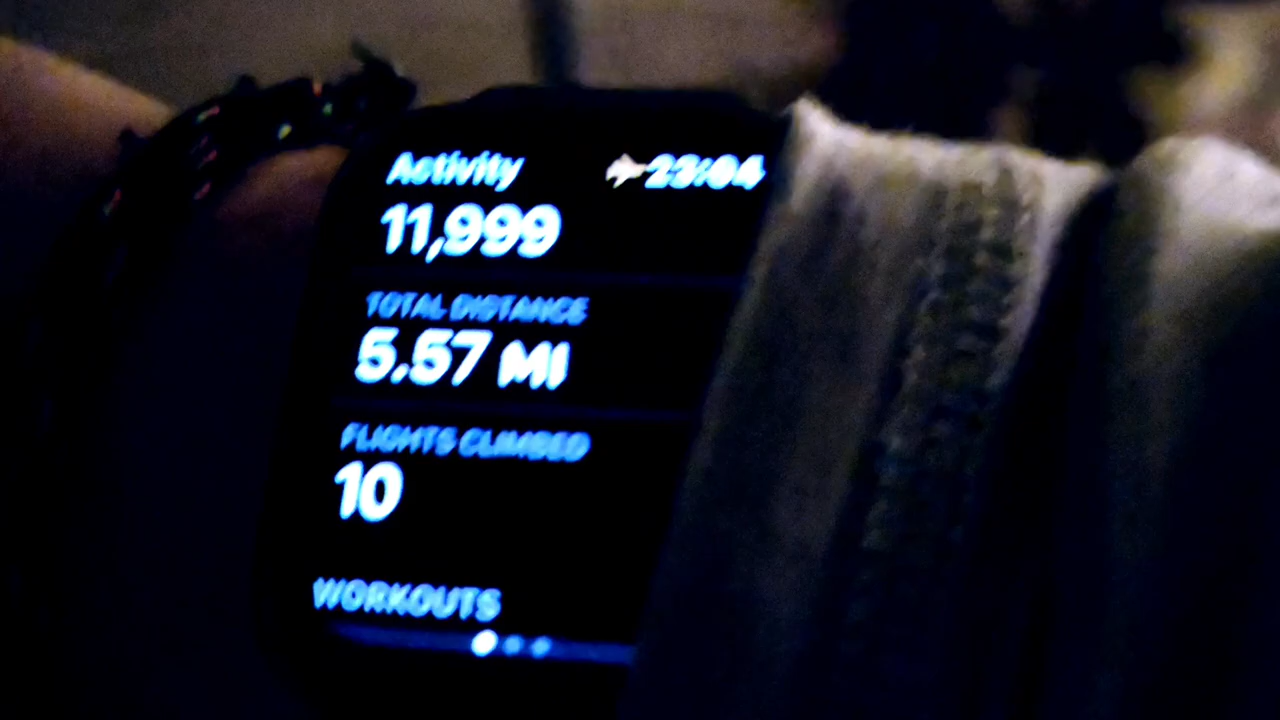 Activity 23:04
11,999
TOTAL DISTANCE
5.57 MI
FLIGHTS CLIMBED
10
WORKOUTS